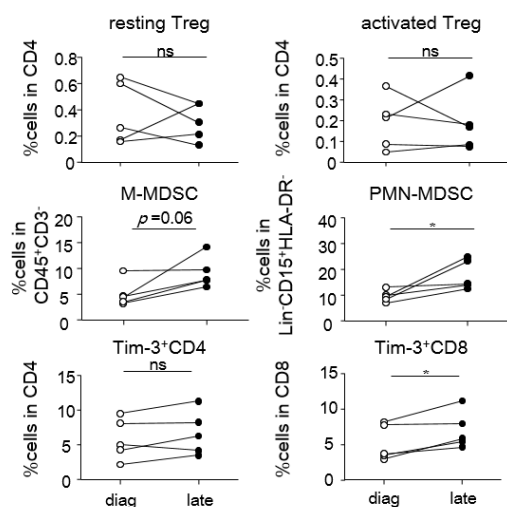 resting Treg
ns
%cells in CD4
0.8
0.6
0.4
0.2
0
activated Treg
ns
%cells in CD4
0.5
0.4
0.3
0.2
0.1
0
M-MDSC
p=0.06
%cells in
CD45⁺CD3⁻
20
15
10
5
0
PMN-MDSC
*
%cells in
Lin⁻CD15⁺HLA-DR⁻
40
30
20
10
0
Tim-3⁺CD4
ns
%cells in CD4
15
10
5
0
diag late
Tim-3⁺CD8
*
%cells in CD8
15
10
5
0
diag late